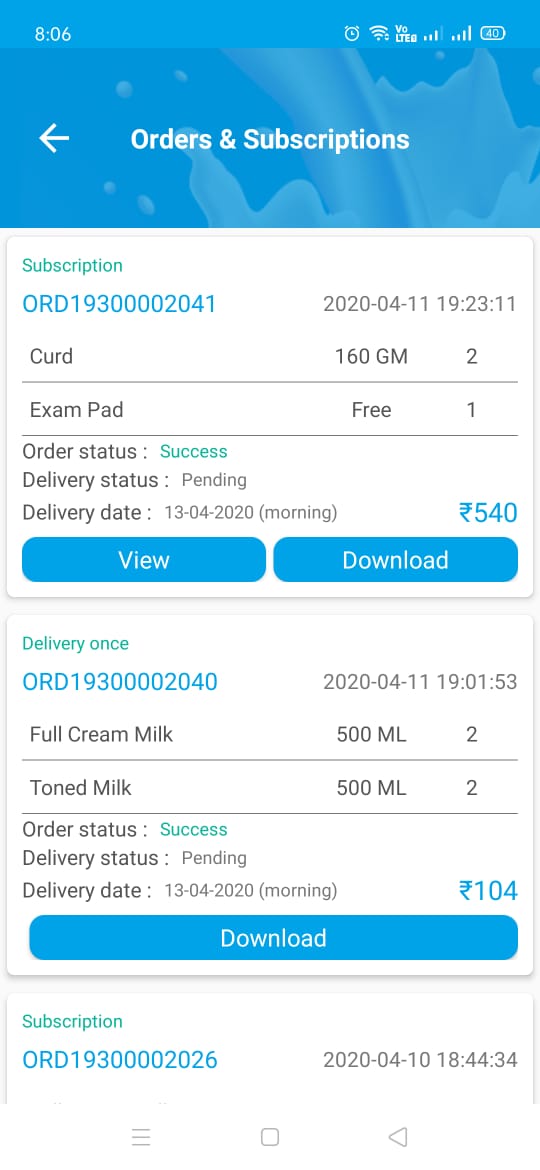 8:06 Vo LTE 40
Orders & Subscriptions
Subscription
ORD19300002041 2020-04-11 19:23:11
Curd 160 GM 2
Exam Pad Free 1
Order status : Success
Delivery status : Pending
Delivery date : 13-04-2020 (morning) ₹540
View Download
Delivery once
ORD19300002040 2020-04-11 19:01:53
Full Cream Milk 500 ML 2
Toned Milk 500 ML 2
Order status : Success
Delivery status : Pending
Delivery date : 13-04-2020 (morning) ₹104
Download
Subscription
ORD19300002026 2020-04-10 18:44:34